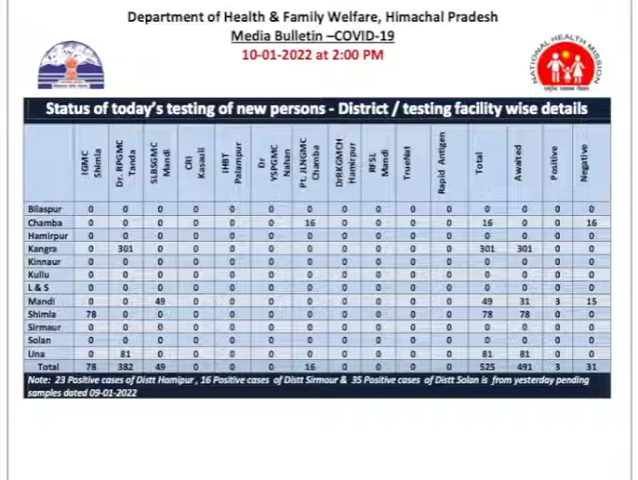 Department of Health & Family Welfare, Himachal Pradesh
Media Bulletin –COVID-19
10-01-2022 at 2:00 PM
NATIONAL HEALTH MISSION
Status of today's testing of new persons - District / testing facility wise details
IGMC Shimla Dr. RPGMC Tanda SLBSGMC Mandi CRI Kasauli IHBT Palampur Dr YSPGMC Nahan Pt. JLNGMC Chamba DrRKGMCH Hamirpur RFSL Mandi TrueNat Rapid Antigen Total Awaited Positive Negative
Bilaspur 0 0 0 0 0 0 0 0 0 0 0 0 0 0 0
Chamba 0 0 0 0 0 0 16 0 0 0 0 16 0 0 16
Hamirpur 0 0 0 0 0 0 0 0 0 0 0 0 0 0 0
Kangra 0 301 0 0 0 0 0 0 0 0 0 301 301 0 0
Kinnaur 0 0 0 0 0 0 0 0 0 0 0 0 0 0 0
Kullu 0 0 0 0 0 0 0 0 0 0 0 0 0 0 0
L & S 0 0 0 0 0 0 0 0 0 0 0 0 0 0 0
Mandi 0 0 49 0 0 0 0 0 0 0 0 49 31 3 15
Shimla 78 0 0 0 0 0 0 0 0 0 0 78 78 0 0
Sirmaur 0 0 0 0 0 0 0 0 0 0 0 0 0 0 0
Solan 0 0 0 0 0 0 0 0 0 0 0 0 0 0 0
Una 0 81 0 0 0 0 0 0 0 0 0 81 81 0 0
Total 78 382 49 0 0 0 16 0 0 0 0 525 491 3 31
Note: 23 Positive cases of Distt Hamipur , 16 Positive cases of Distt Sirmour & 35 Positive cases of Distt Solan is from yesterday pending
samples dated 09-01-2022